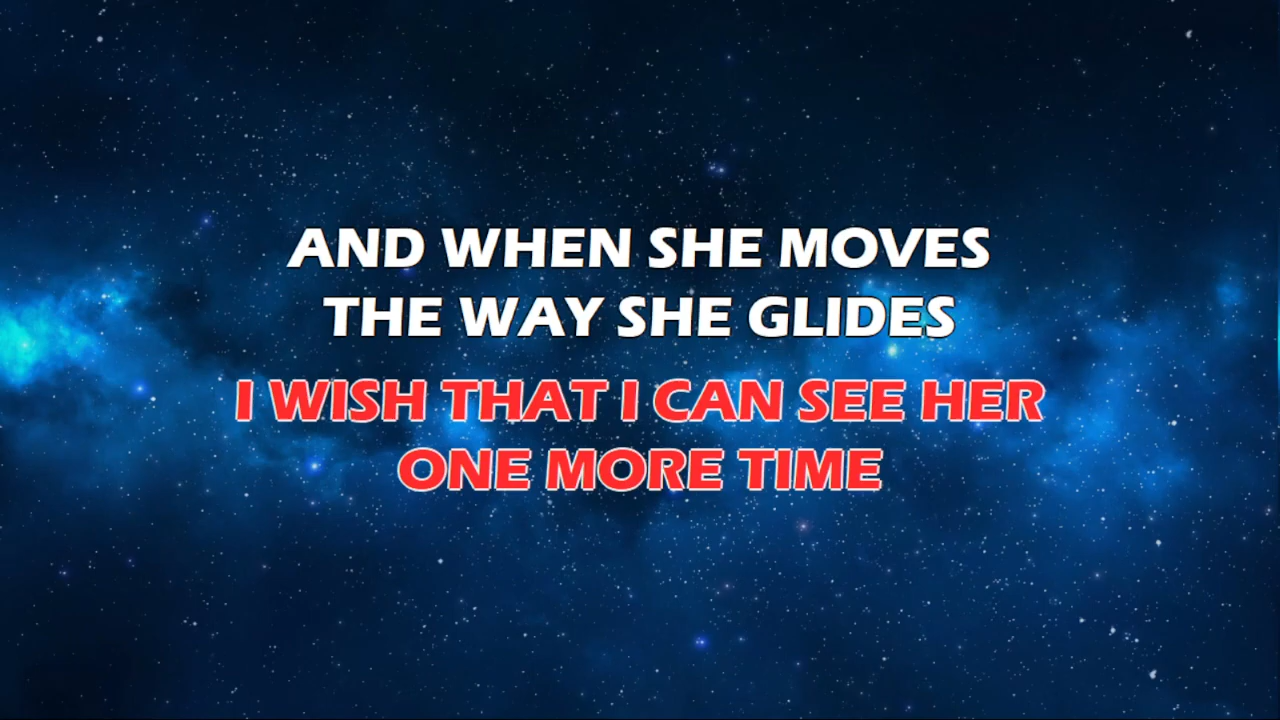 AND WHEN SHE MOVES
THE WAY SHE GLIDES
I WISH THAT I CAN SEE HER
ONE MORE TIME